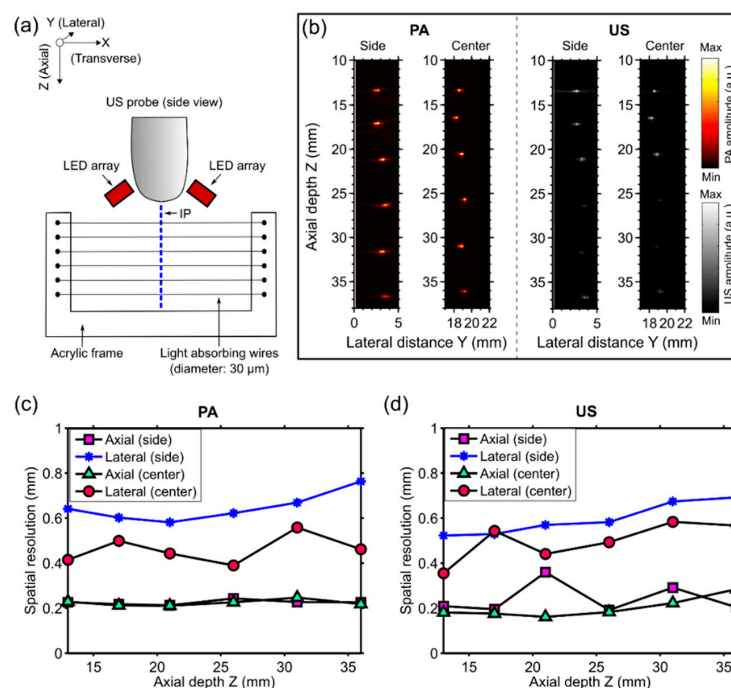 (a)
Y (Lateral)
X
(Transverse)
Z (Axial)
US probe (side view)
LED array
LED array
IP
Acrylic frame
Light absorbing wires
(diameter: 30 µm)
(b)
PA
US
Side
Center
Side
Center
Axial depth Z (mm)
10
15
20
25
30
35
10
15
20
25
30
35
10
15
20
25
30
35
10
15
20
25
30
35
0
5
18 20 22
0
5
18 20 22
Lateral distance Y (mm)
Lateral distance Y (mm)
Max
PA amplitude (a.u.)
Min
Max
US amplitude (a.u.)
Min
(c)
PA
Axial (side)
Lateral (side)
Axial (center)
Lateral (center)
Spatial resolution (mm)
1
0.8
0.6
0.4
0.2
0
15
20
25
30
35
Axial depth Z (mm)
(d)
US
Axial (side)
Lateral (side)
Axial (center)
Lateral (center)
Spatial resolution (mm)
1
0.8
0.6
0.4
0.2
0
15
20
25
30
35
Axial depth Z (mm)